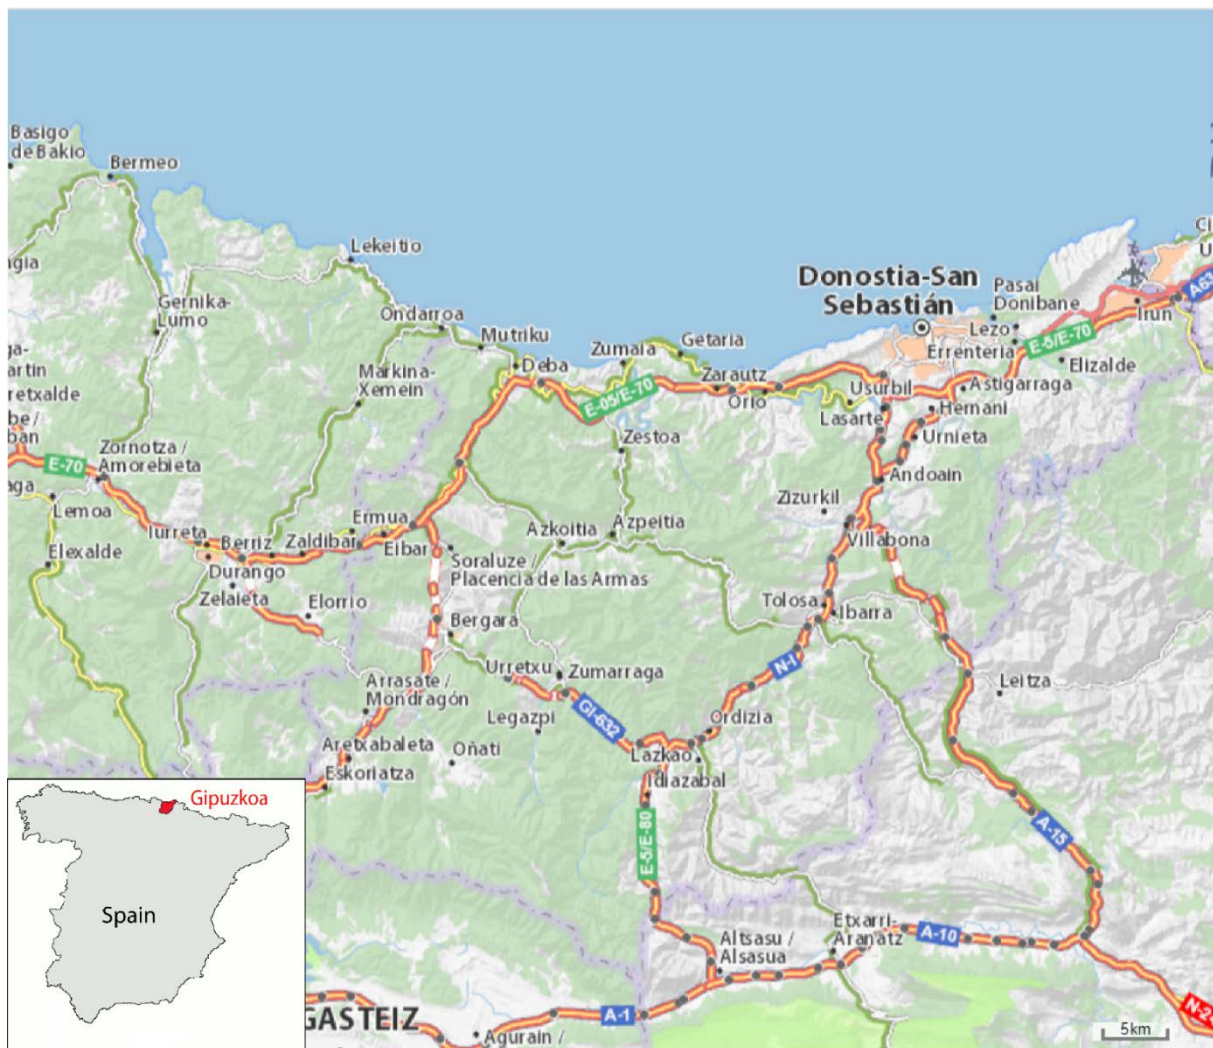 Basigo
de Bakio
Bermeo
Lekeitio
Gernika-
Lumo
Ondarroa
Mutriku
Deba
Zumaia
Getaria
Donostia-San
Sebastián
Pasai
Donibane
Lezo
Errenteria
Irun
A63
E-5/E-70
Elizalde
Markina-
Xemein
Zarautz
Orio
Usurbil
Astigarraga
Lasarte
Hernani
Urnieta
E-05/E-70
Zestoa
Zornotza /
Amorebieta
E-70
Lemoa
Andoain
Zizurkil
Iurreta
Berriz
Zaldibar
Ermua
Eibar
Azkoitia
Azpeitia
Villabona
Elexalde
Durango
Soraluze /
Placencia de las Armas
Zelaieta
Elorrio
Tolosa
Ibarra
Bergara
Urretxu
Zumarraga
N-I
Leitza
Arrasate /
Mondragón
Legazpi
GI-632
Ordizia
Aretxabaleta
Oñati
Lazkao
Eskoriatza
Idiazabal
E-5/E-80
A-15
Gipuzkoa
Spain
Etxarri-
Aranatz
A-10
Altsasu /
Alsasua
A-1
GASTEIZ
Agurain /
5km